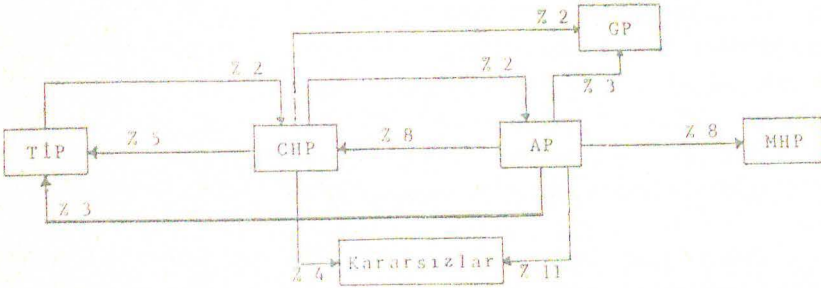 % 2
GP
% 2
% 2
% 3
TİP
% 5
CHP
% 8
AP
% 8
MHP
% 3
% 4
Kararsızlar
% 11